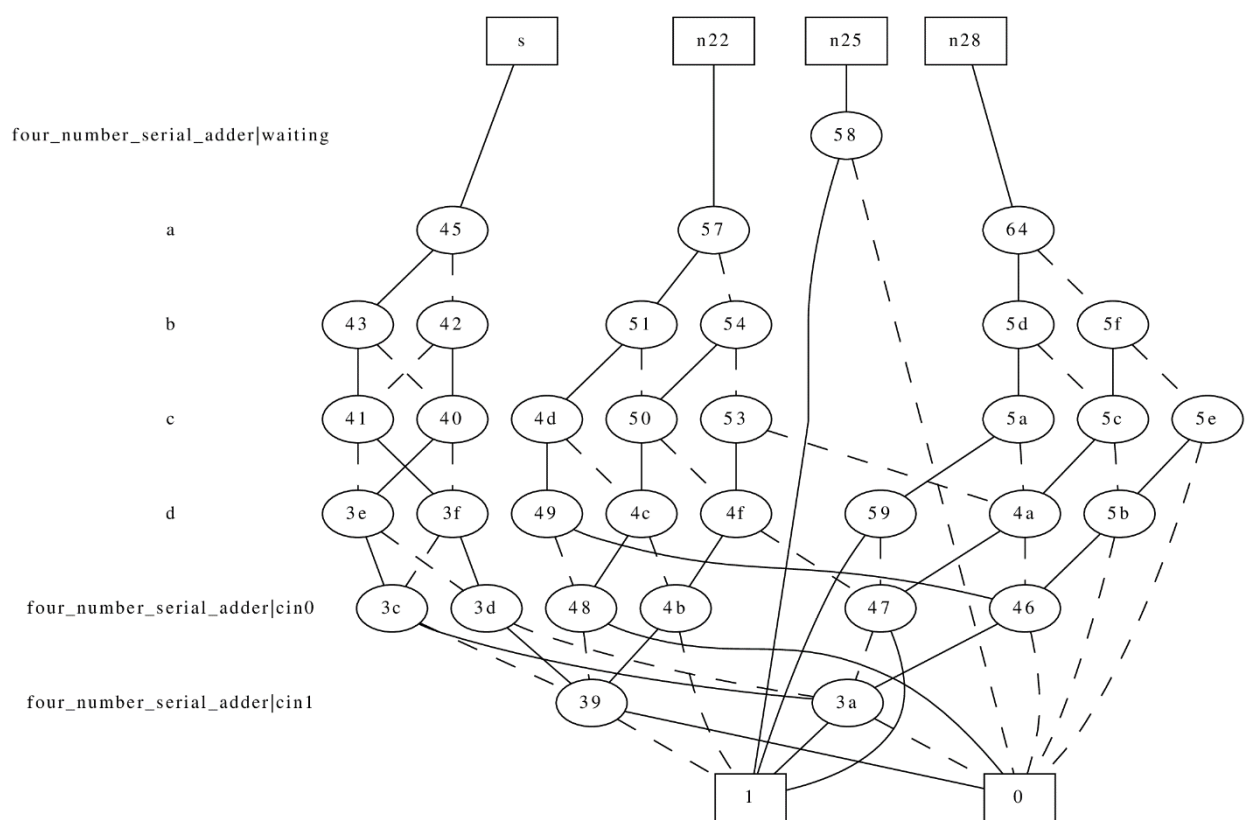 s n22 n25 n28
four_number_serial_adder|waiting 58
a 45 57 64
b 43 42 51 54 5d 5f
c 41 40 4d 50 53 5a 5c 5e
d 3e 3f 49 4c 4f 59 4a 5b
four_number_serial_adder|cin0 3c 3d 48 4b 47 46
four_number_serial_adder|cin1 39 3a
1 0